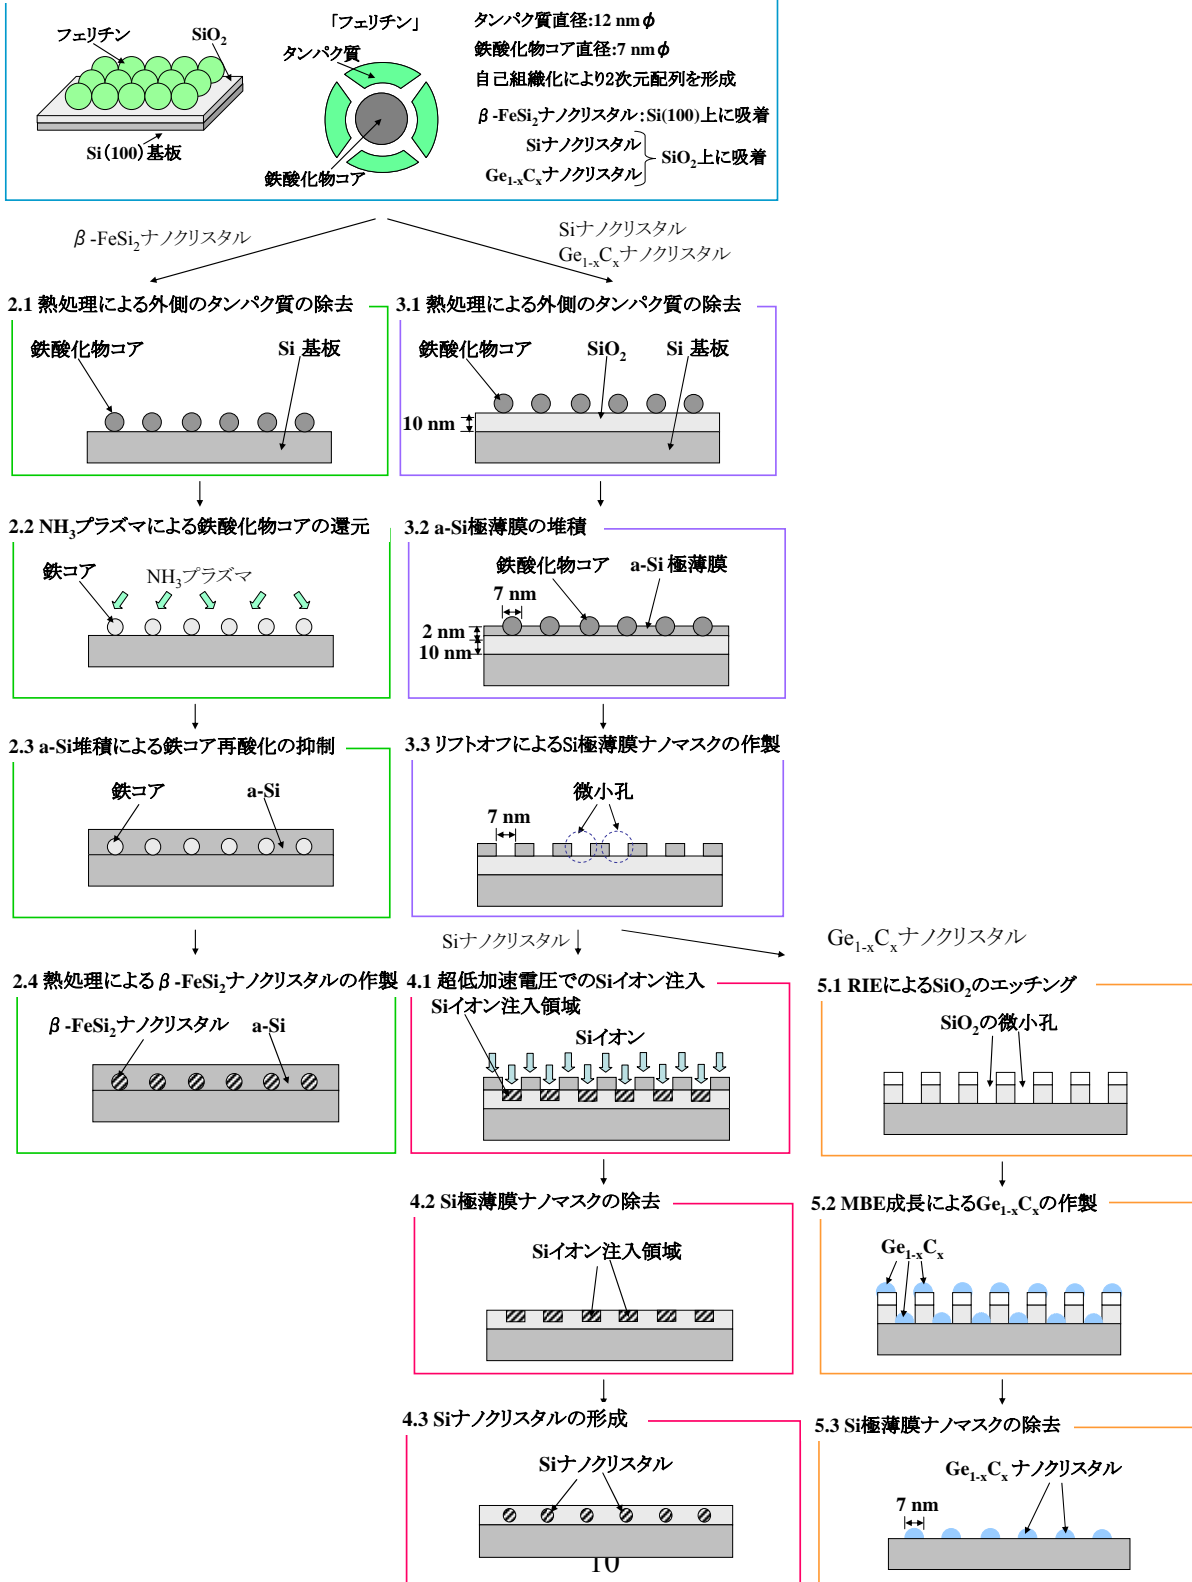 「フェリチン」
フェリチン
SiO2
タンパク質
Si(100)基板
鉄酸化物コア
タンパク質直径:12 nmφ
鉄酸化物コア直径:7 nmφ
自己組織化により2次元配列を形成
β-FeSi2ナノクリスタル:Si(100)上に吸着
Siナノクリスタル
Ge1-xCxナノクリスタル
SiO2上に吸着
β-FeSi2ナノクリスタル
Siナノクリスタル
Ge1-xCxナノクリスタル
2.1 熱処理による外側のタンパク質の除去
鉄酸化物コア
Si 基板
3.1 熱処理による外側のタンパク質の除去
鉄酸化物コア
SiO2
Si 基板
10 nm
2.2 NH3プラズマによる鉄酸化物コアの還元
鉄コア
NH3プラズマ
3.2 a-Si極薄膜の堆積
鉄酸化物コア
a-Si 極薄膜
7 nm
2 nm
10 nm
2.3 a-Si堆積による鉄コア再酸化の抑制
鉄コア
a-Si
3.3 リフトオフによるSi極薄膜ナノマスクの作製
微小孔
7 nm
Siナノクリスタル
Ge1-xCxナノクリスタル
2.4 熱処理によるβ-FeSi2ナノクリスタルの作製
β-FeSi2ナノクリスタル
a-Si
4.1 超低加速電圧でのSiイオン注入
Siイオン注入領域
Siイオン
5.1 RIEによるSiO2のエッチング
SiO2の微小孔
4.2 Si極薄膜ナノマスクの除去
Siイオン注入領域
5.2 MBE成長によるGe1-xCxの作製
Ge1-xCx
4.3 Siナノクリスタルの形成
Siナノクリスタル
5.3 Si極薄膜ナノマスクの除去
Ge1-xCx ナノクリスタル
7 nm
10